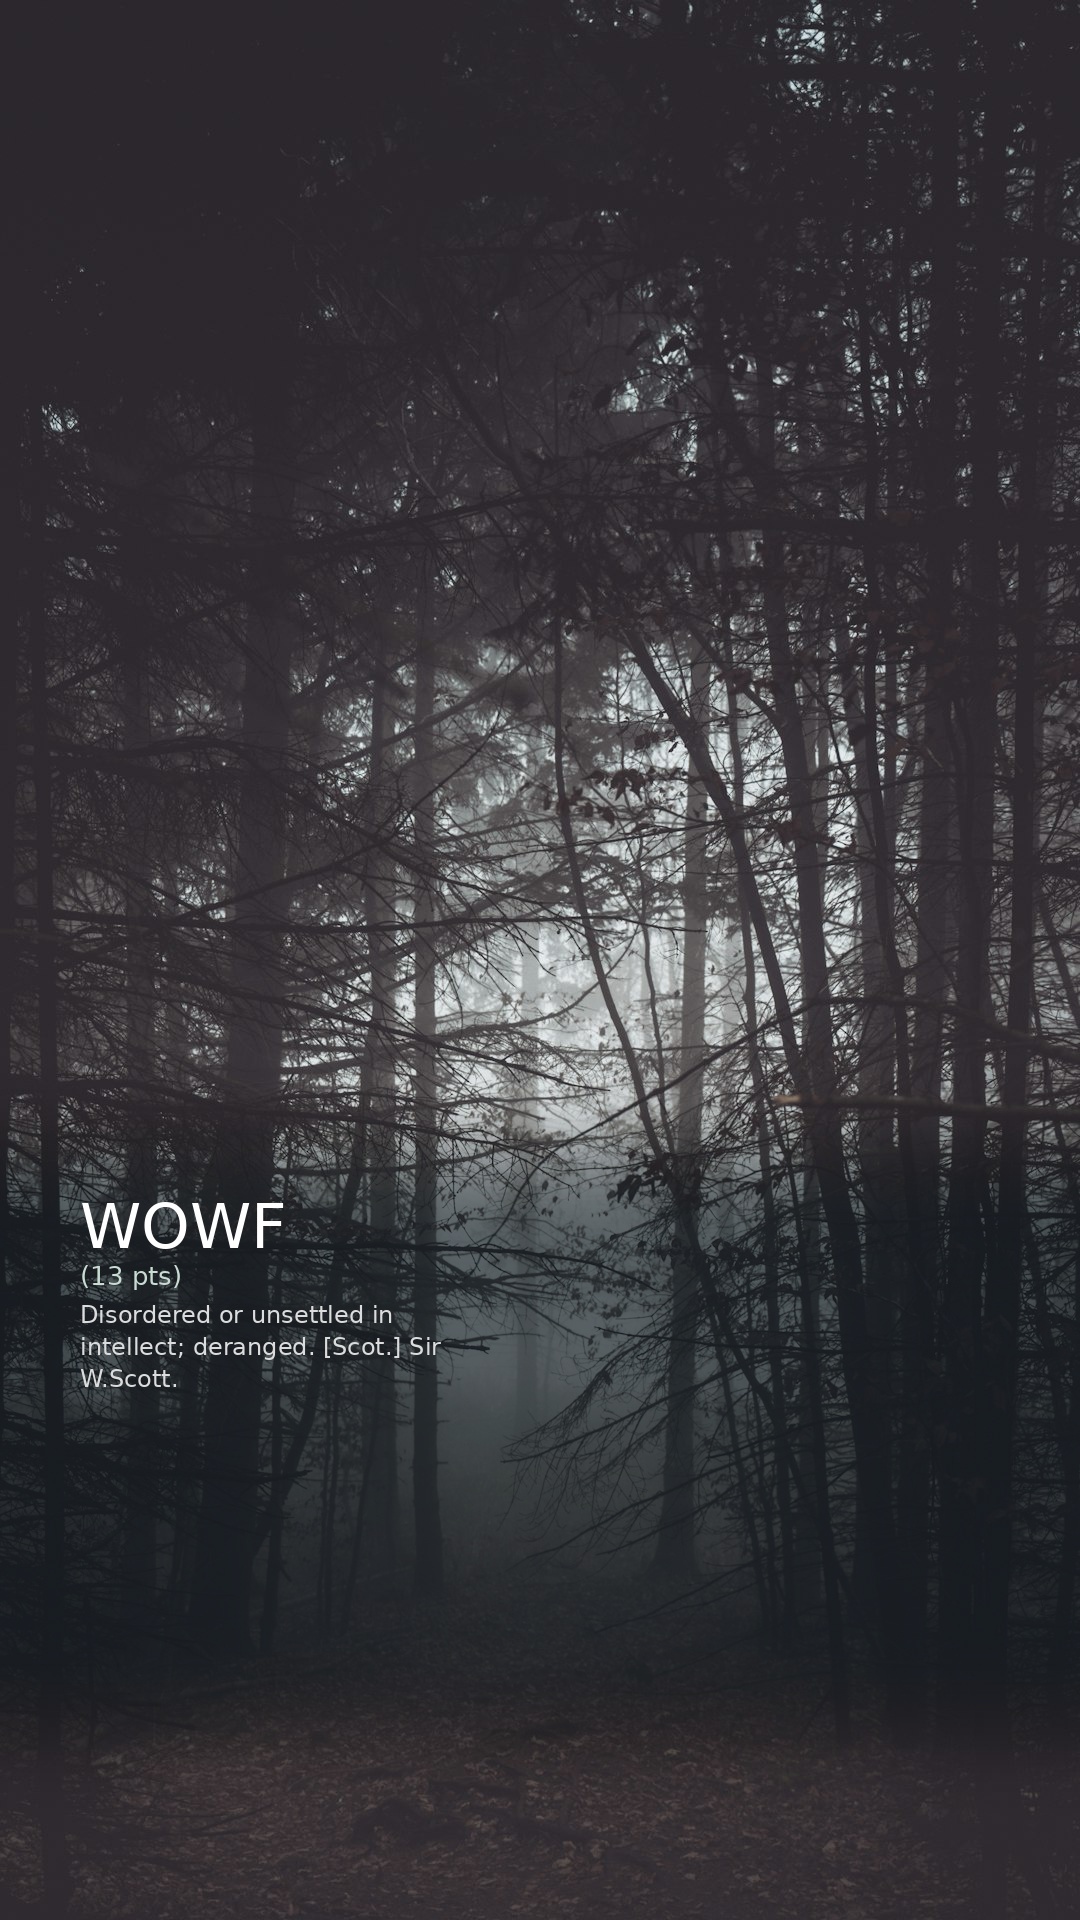 WOWF
(13 pts)
Disordered or unsettled in
intellect; deranged. [Scot.] Sir
W.Scott.